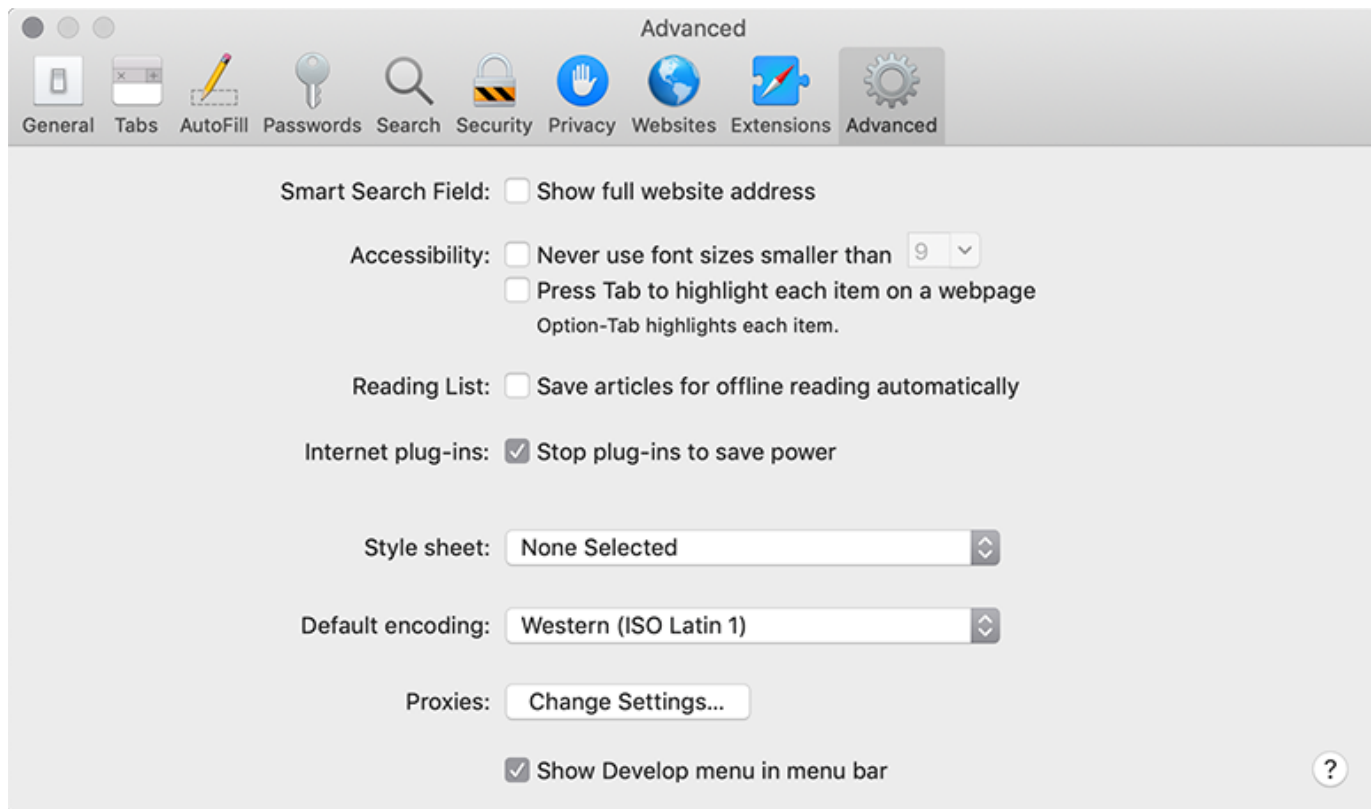 Advanced
General Tabs AutoFill Passwords Search Security Privacy Websites Extensions Advanced
Smart Search Field: Show full website address
Accessibility: Never use font sizes smaller than 9
Press Tab to highlight each item on a webpage
Option-Tab highlights each item.
Reading List: Save articles for offline reading automatically
Internet plug-ins: Stop plug-ins to save power
Style sheet: None Selected
Default encoding: Western (ISO Latin 1)
Proxies: Change Settings...
Show Develop menu in menu bar ?